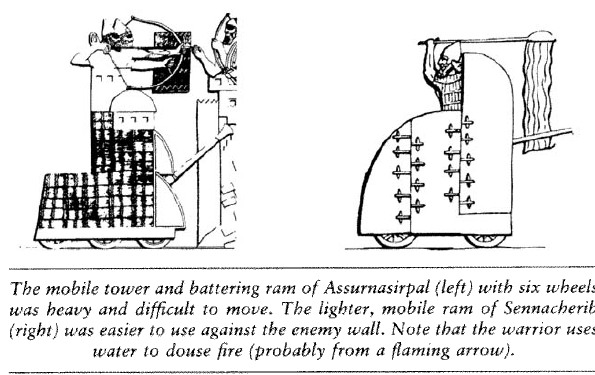 The mobile tower and battering ram of Assurnasirpal (left) with six wheels
was heavy and difficult to move. The lighter, mobile ram of Sennacherib
(right) was easier to use against the enemy wall. Note that the warrior uses
water to douse fire (probably from a flaming arrow).